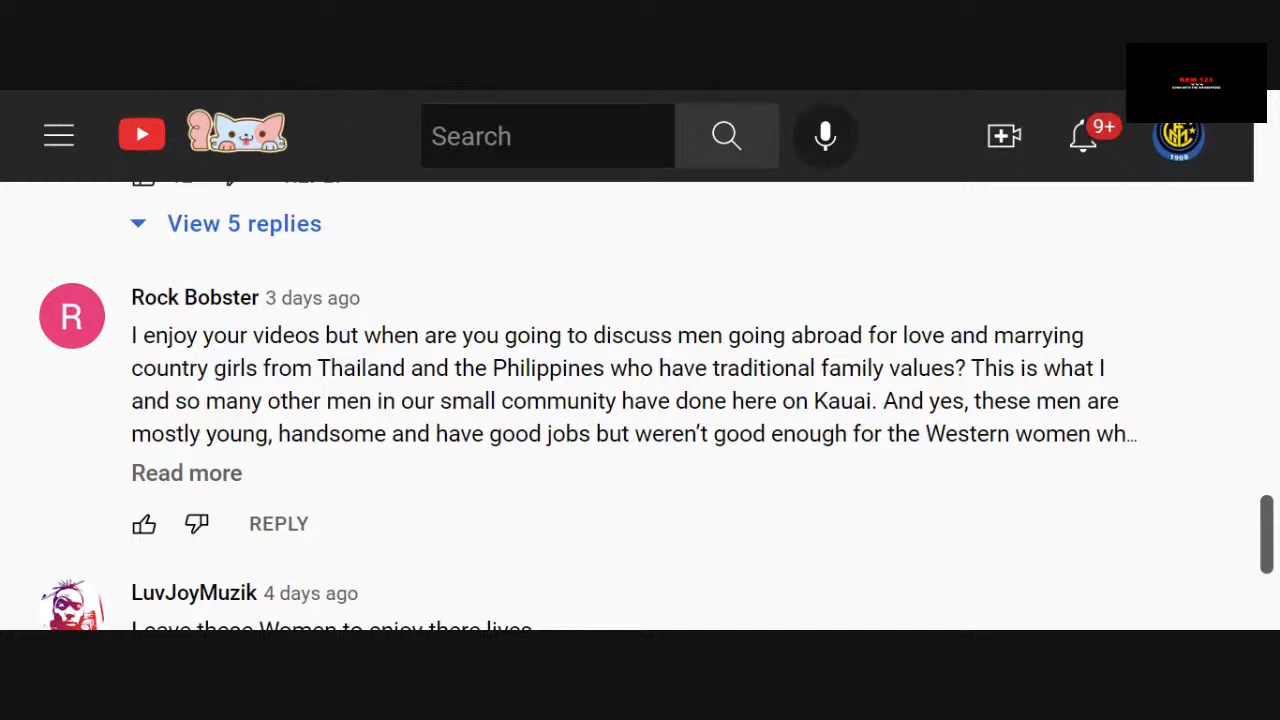 Search
9+
1908
View 5 replies
R
Rock Bobster 3 days ago
I enjoy your videos but when are you going to discuss men going abroad for love and marrying
country girls from Thailand and the Philippines who have traditional family values? This is what I
and so many other men in our small community have done here on Kauai. And yes, these men are
mostly young, handsome and have good jobs but weren’t good enough for the Western women wh…
Read more
REPLY
LuvJoyMuzik 4 days ago
Leave these Women to enjoy there lives